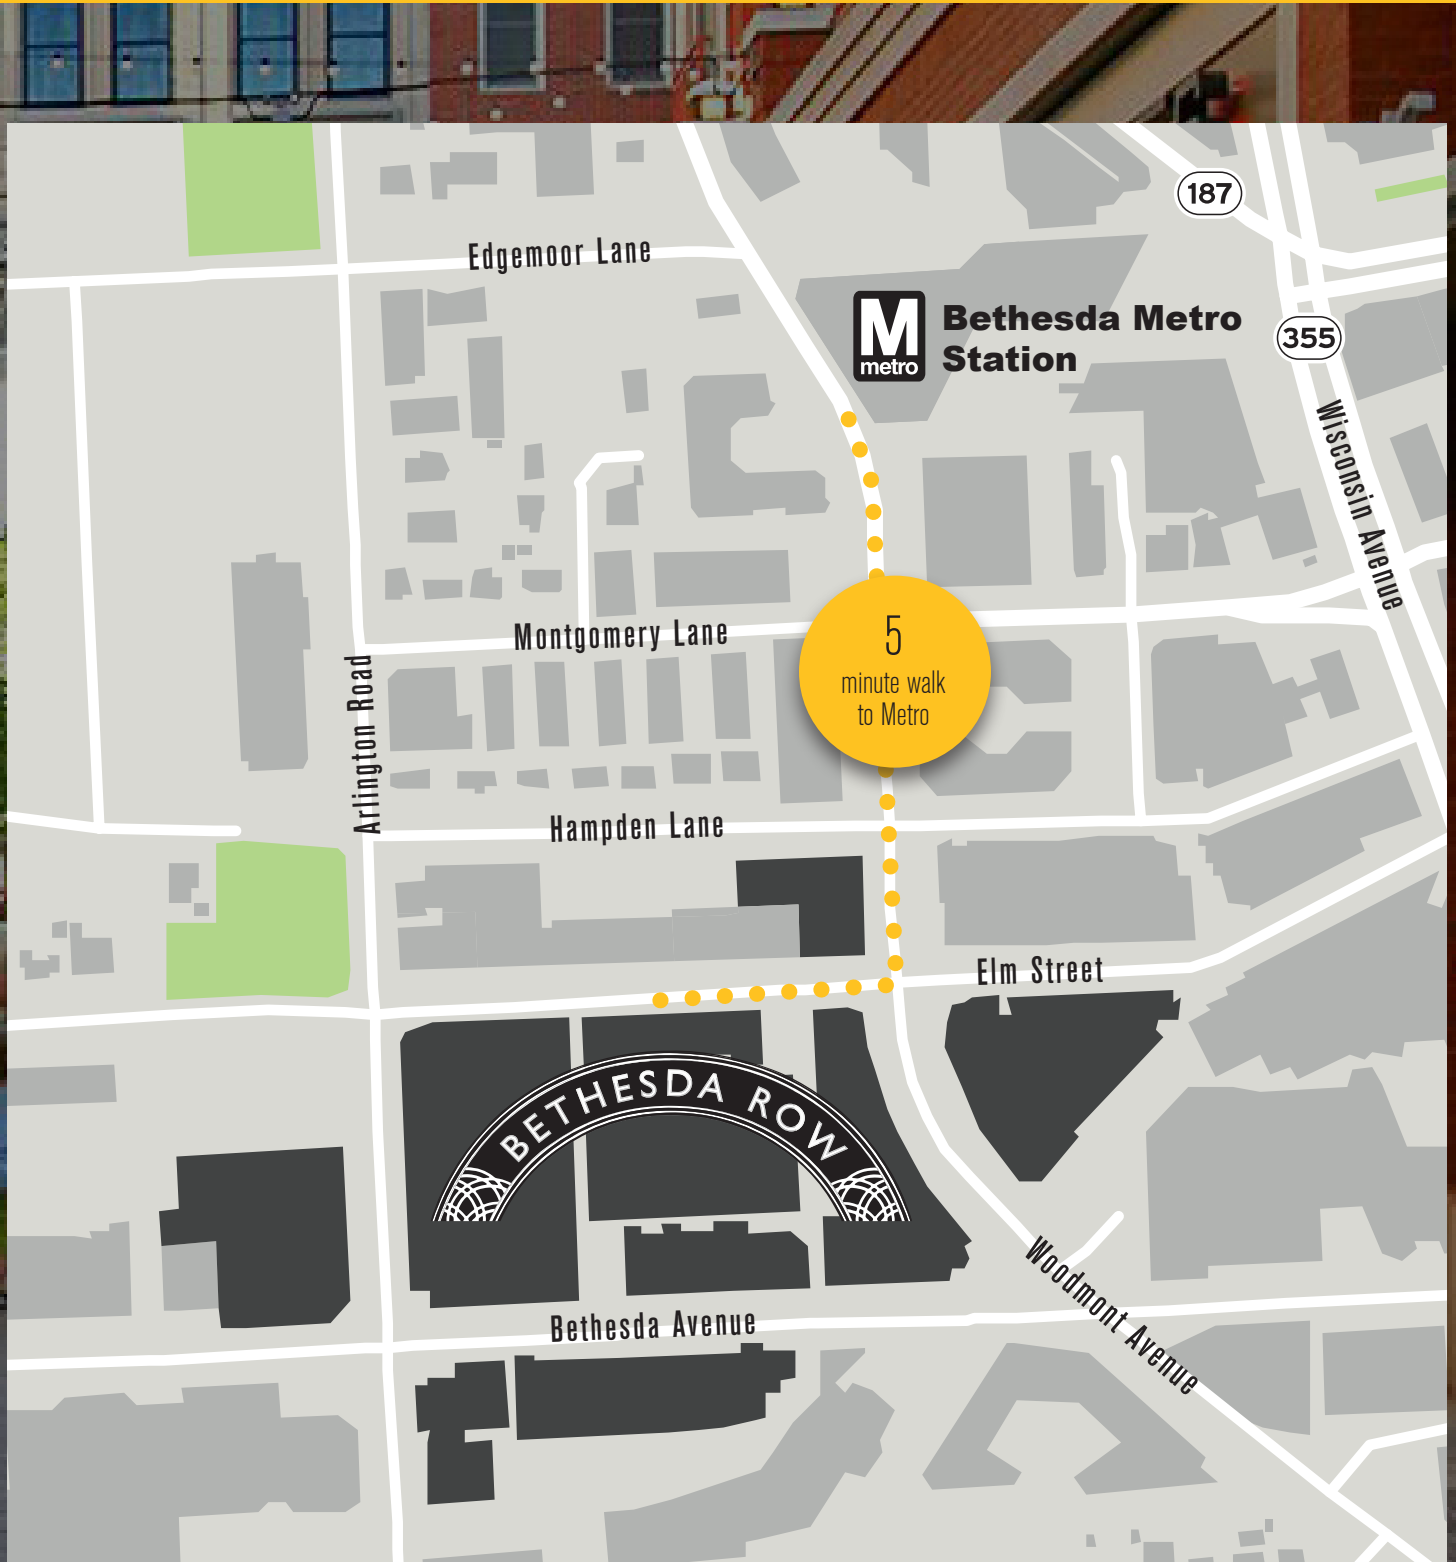 187
Edgemoor Lane
M
metro
Bethesda Metro
Station
355
Wisconsin Avenue
Montgomery Lane
5
minute walk
to Metro
Arlington Road
Hampden Lane
Elm Street
BETHESDA ROW
Woodmont Avenue
Bethesda Avenue